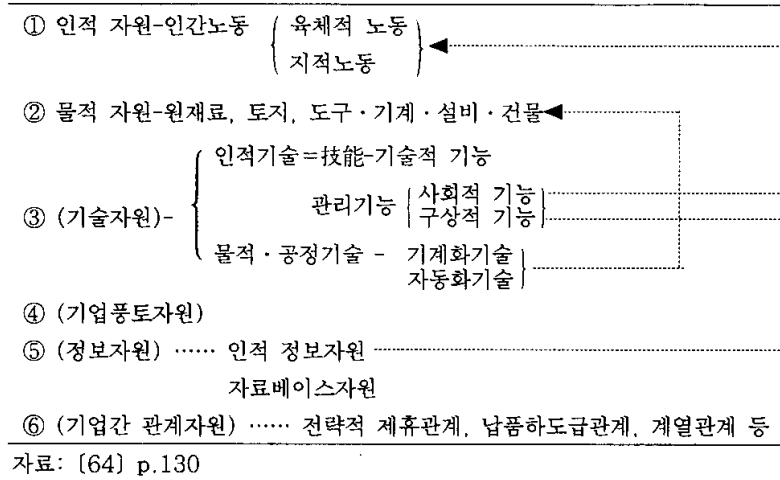 ① 인적 자원-인간노동 육체적 노동
지적노동
② 물적 자원-원재료, 토지, 도구·기계·설비·건물
인적기술=技能-기술적 기능
관리기능 사회적 기능
구상적 기능
③ (기술자원)-
물적·공정기술 - 기계화기술
자동화기술
④ (기업풍토자원)
⑤ (정보자원) …… 인적 정보자원
자료베이스자원
⑥ (기업간 관계자원) …… 전략적 제휴관계, 납품하도급관계, 계열관계 등
자료: [64] p.130